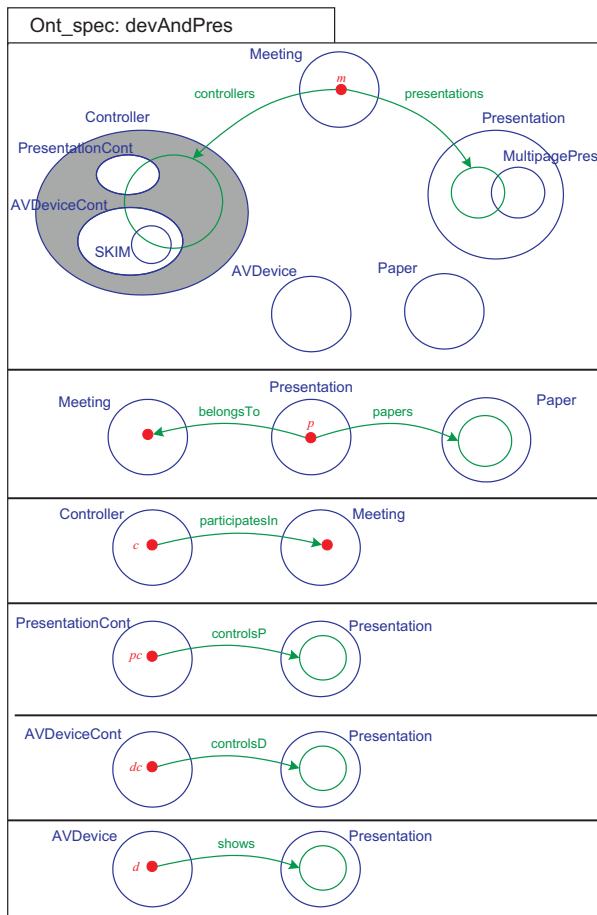 Ont_spec: devAndPres
Meeting
m
controllers
presentations
Controller
Presentation
PresentationCont
MultipagePres
AVDeviceCont
SKIM
AVDevice
Paper
Meeting
belongsTo
Presentation
p
papers
Paper
Controller
c
participatesIn
Meeting
PresentationCont
pc
controlsP
Presentation
AVDeviceCont
dc
controlsD
Presentation
AVDevice
d
shows
Presentation